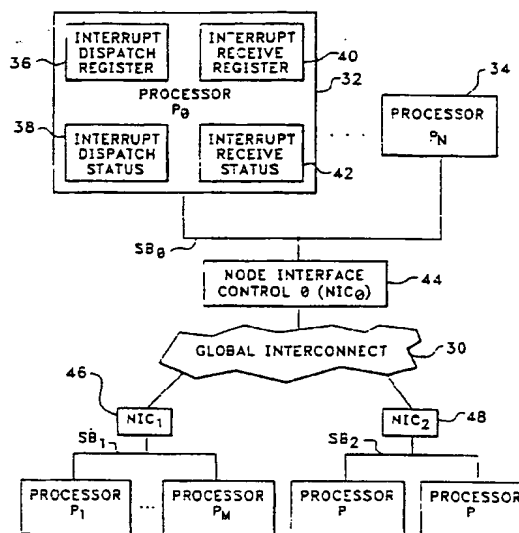 36
INTERRUPT
DISPATCH
REGISTER
INTERRUPT
RECEIVE
REGISTER
40
32
PROCESSOR
P0
38
INTERRUPT
DISPATCH
STATUS
INTERRUPT
RECEIVE
STATUS
42
34
PROCESSOR
PN
SB0
NODE INTERFACE
CONTROL 0 (NIC0)
44
GLOBAL INTERCONNECT
30
46
NIC1
NIC2
48
SB1
SB2
PROCESSOR
P1
...
PROCESSOR
PM
PROCESSOR
P
PROCESSOR
P